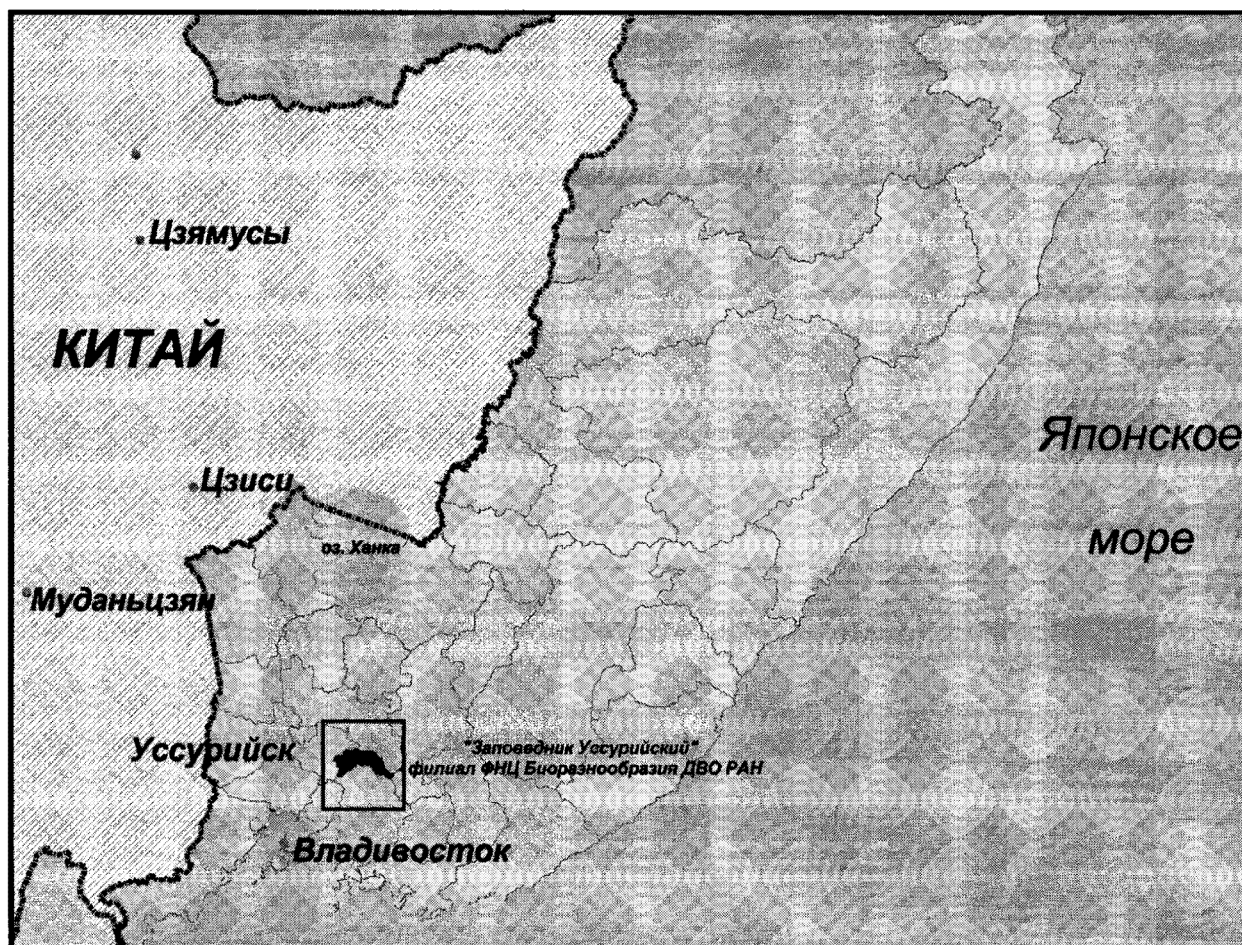 Цзямусы
КИТАЙ
Японское
море
Цзиси
оз. Ханка
Муданьцзян
Уссурийск
"Заповедник Уссурийский"
филиал ФНЦ Биоразнообразия ДВО РАН
Владивосток